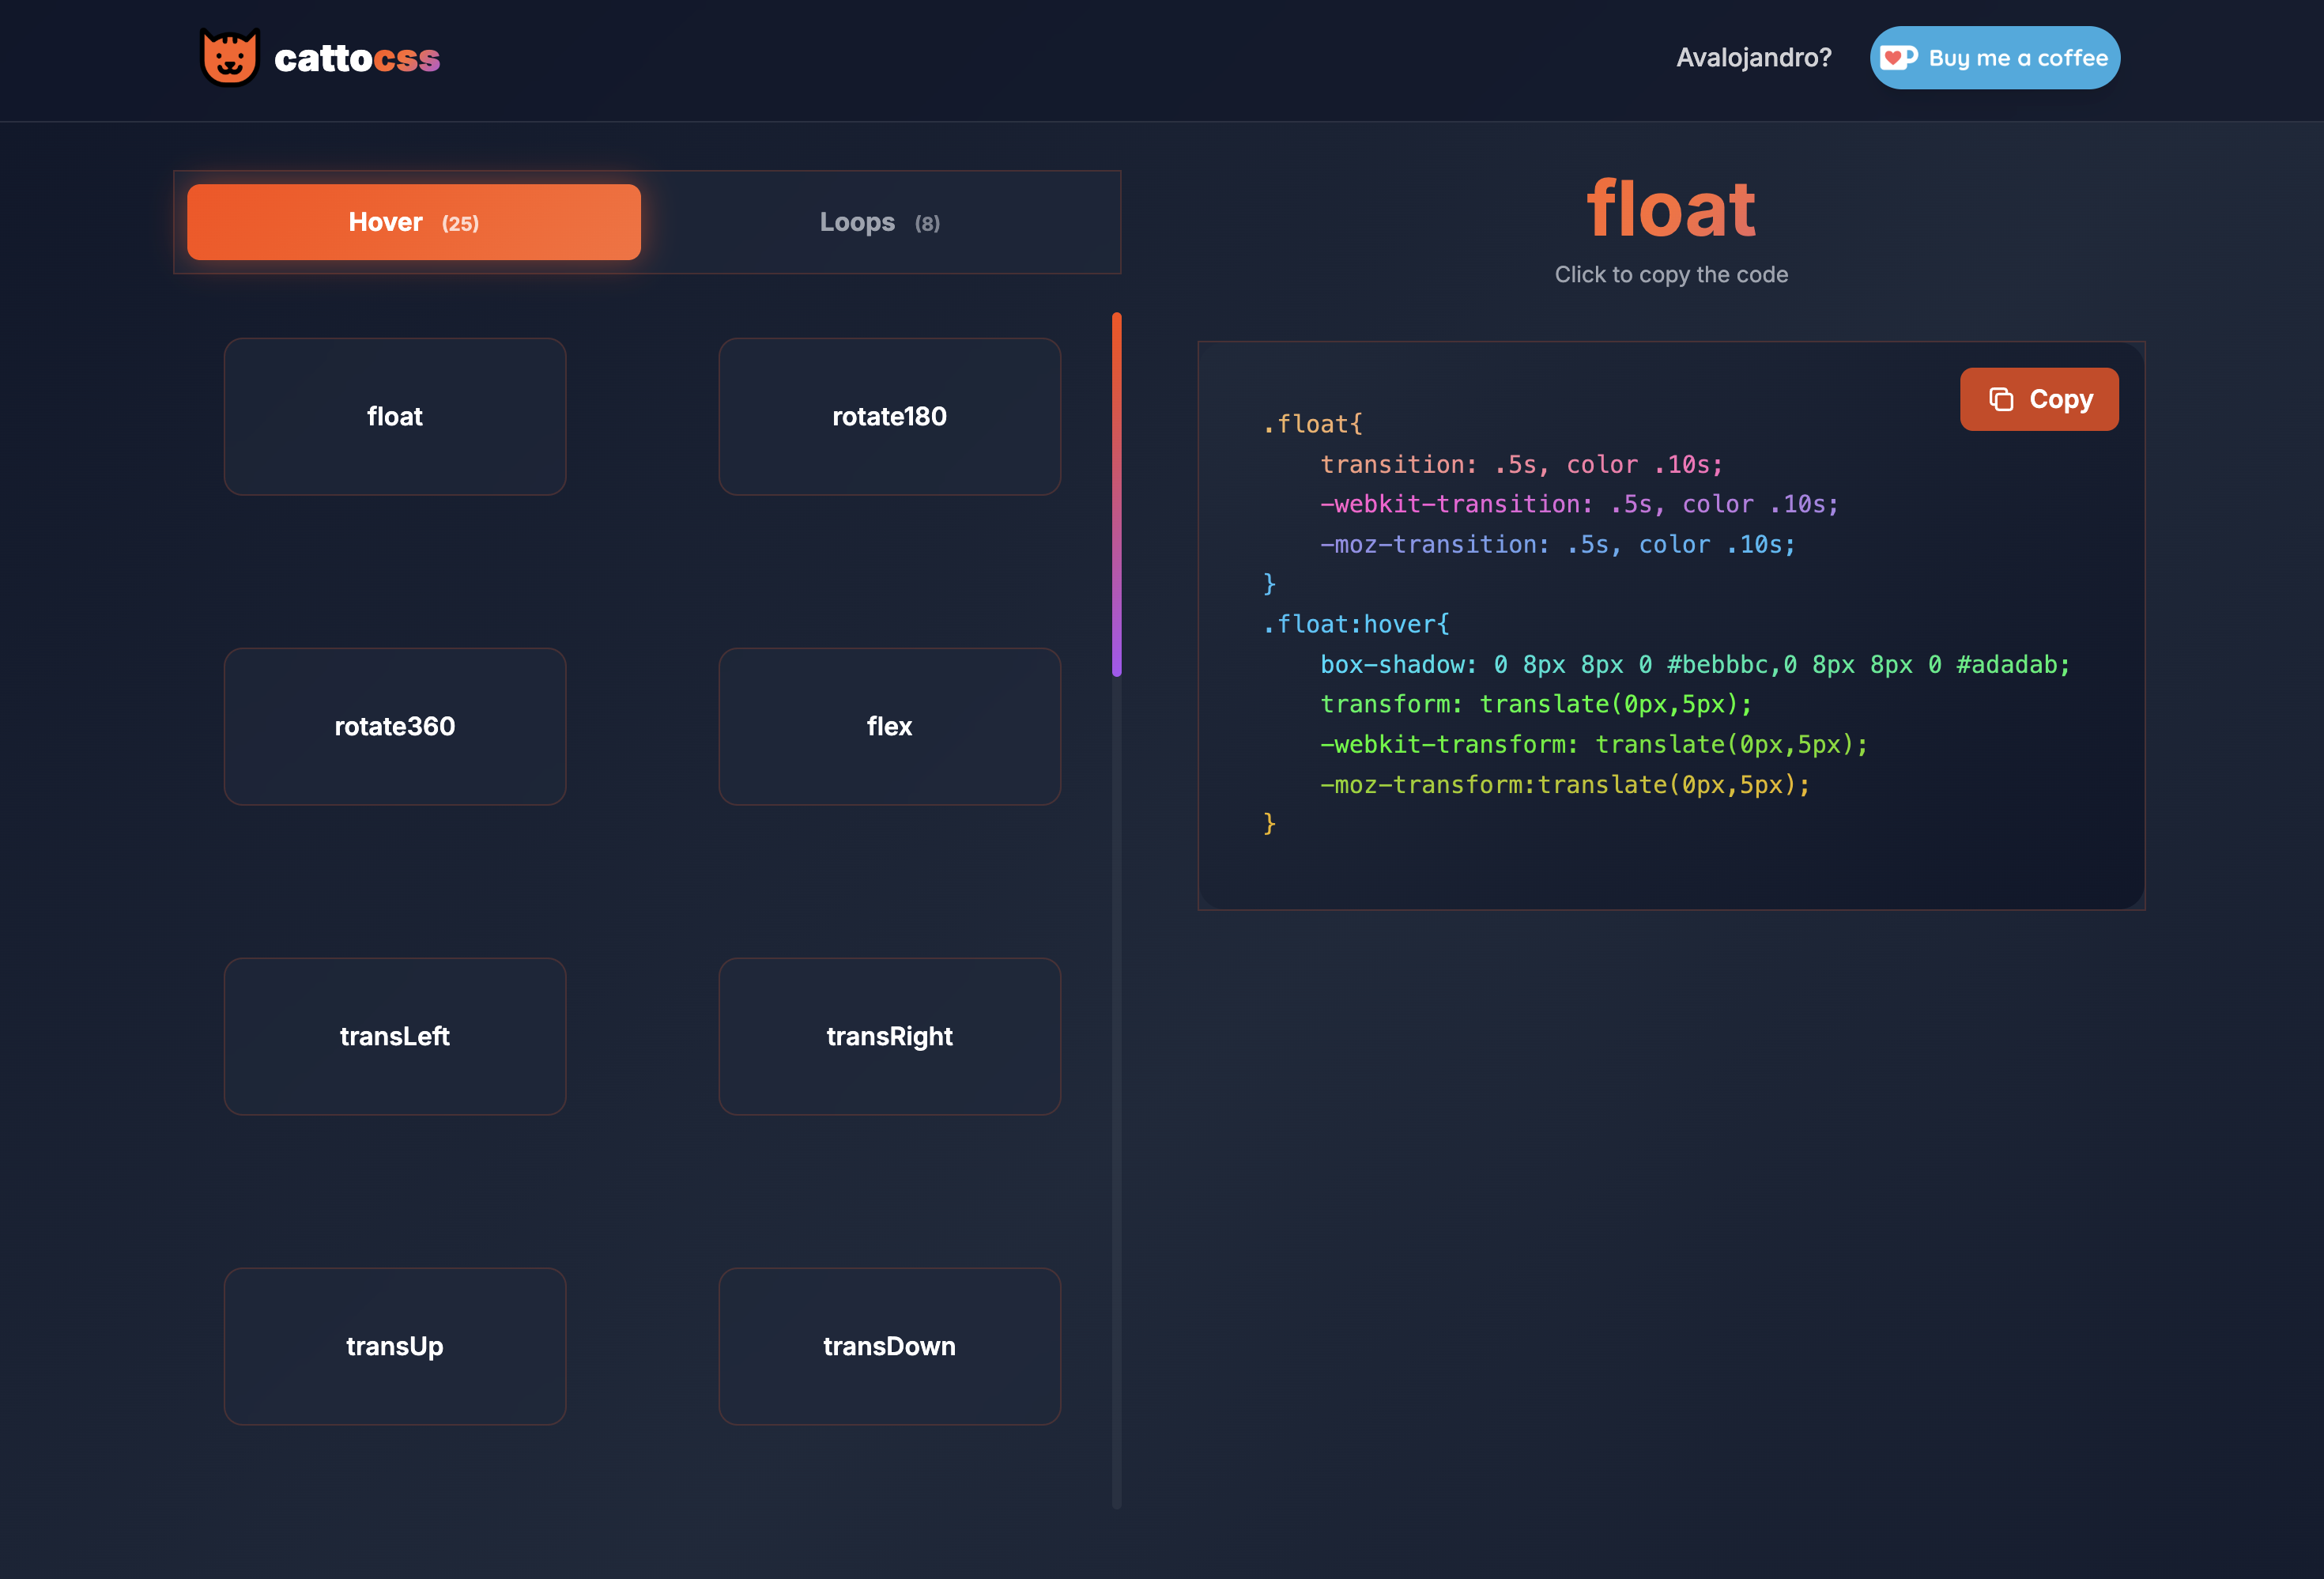 cattocss
Avalojandro?
Buy me a coffee
Hover (25)
Loops (8)
float
rotate180
rotate360
flex
transLeft
transRight
transUp
transDown
float
Click to copy the code
Copy
.float{
    transition: .5s, color .10s;
    -webkit-transition: .5s, color .10s;
    -moz-transition: .5s, color .10s;
}
.float:hover{
    box-shadow: 0 8px 8px 0 #bebbbc,0 8px 8px 0 #adadab;
    transform: translate(0px,5px);
    -webkit-transform: translate(0px,5px);
    -moz-transform:translate(0px,5px);
}